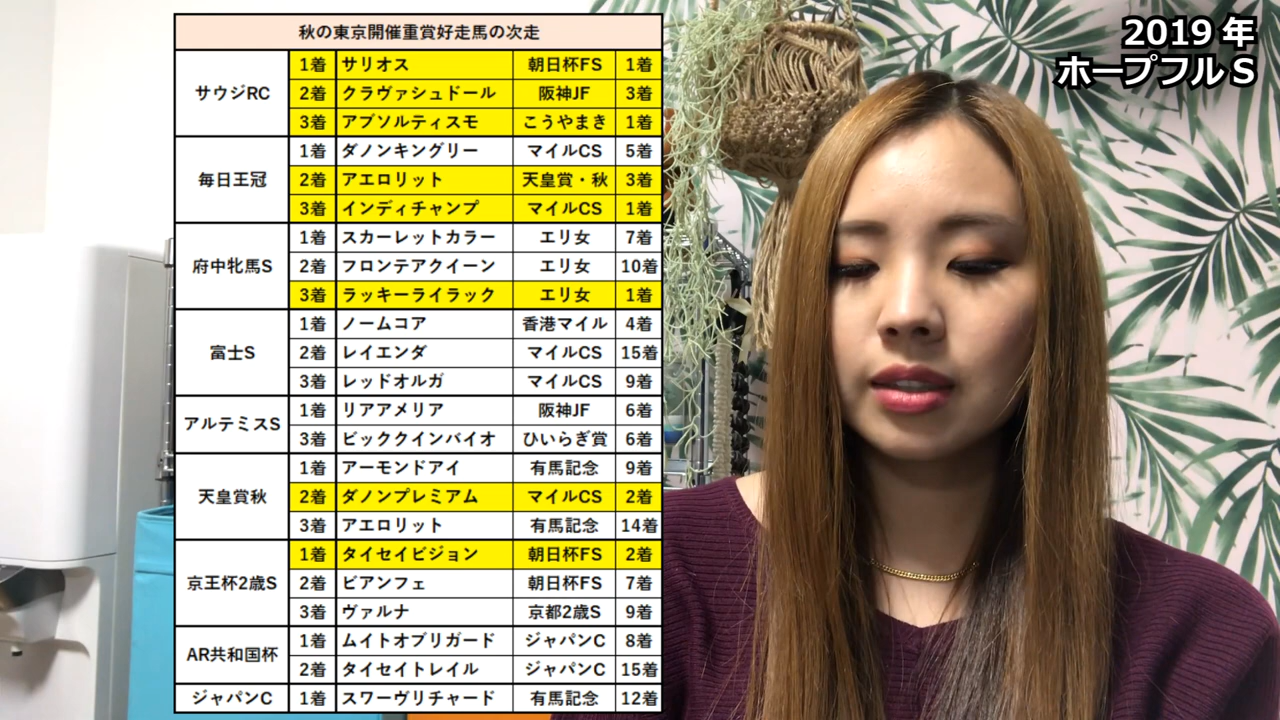 秋の東京開催重賞好走馬の次走
サウジRC
1着 サリオス 朝日杯FS 1着
2着 クラヴァシュドール 阪神JF 3着
3着 アブソルティスモ こうやまき 1着
毎日王冠
1着 ダノンキングリー マイルCS 5着
2着 アエロリット 天皇賞・秋 3着
3着 インディチャンプ マイルCS 1着
府中牝馬S
1着 スカーレットカラー エリ女 7着
2着 フロンテアクイーン エリ女 10着
3着 ラッキーライラック エリ女 1着
富士S
1着 ノームコア 香港マイル 4着
2着 レイエンダ マイルCS 15着
3着 レッドオルガ マイルCS 9着
アルテミスS
1着 リアアメリア 阪神JF 6着
3着 ビッククインバイオ ひいらぎ賞 6着
天皇賞秋
1着 アーモンドアイ 有馬記念 9着
2着 ダノンプレミアム マイルCS 2着
3着 アエロリット 有馬記念 14着
京王杯2歳S
1着 タイセイビジョン 朝日杯FS 2着
2着 ビアンフェ 朝日杯FS 7着
3着 ヴァルナ 京都2歳S 9着
AR共和国杯
1着 ムイトオブリガード ジャパンC 8着
2着 タイセイトレイル ジャパンC 15着
ジャパンC
1着 スワーヴリチャード 有馬記念 12着
2019年
ホープフルS